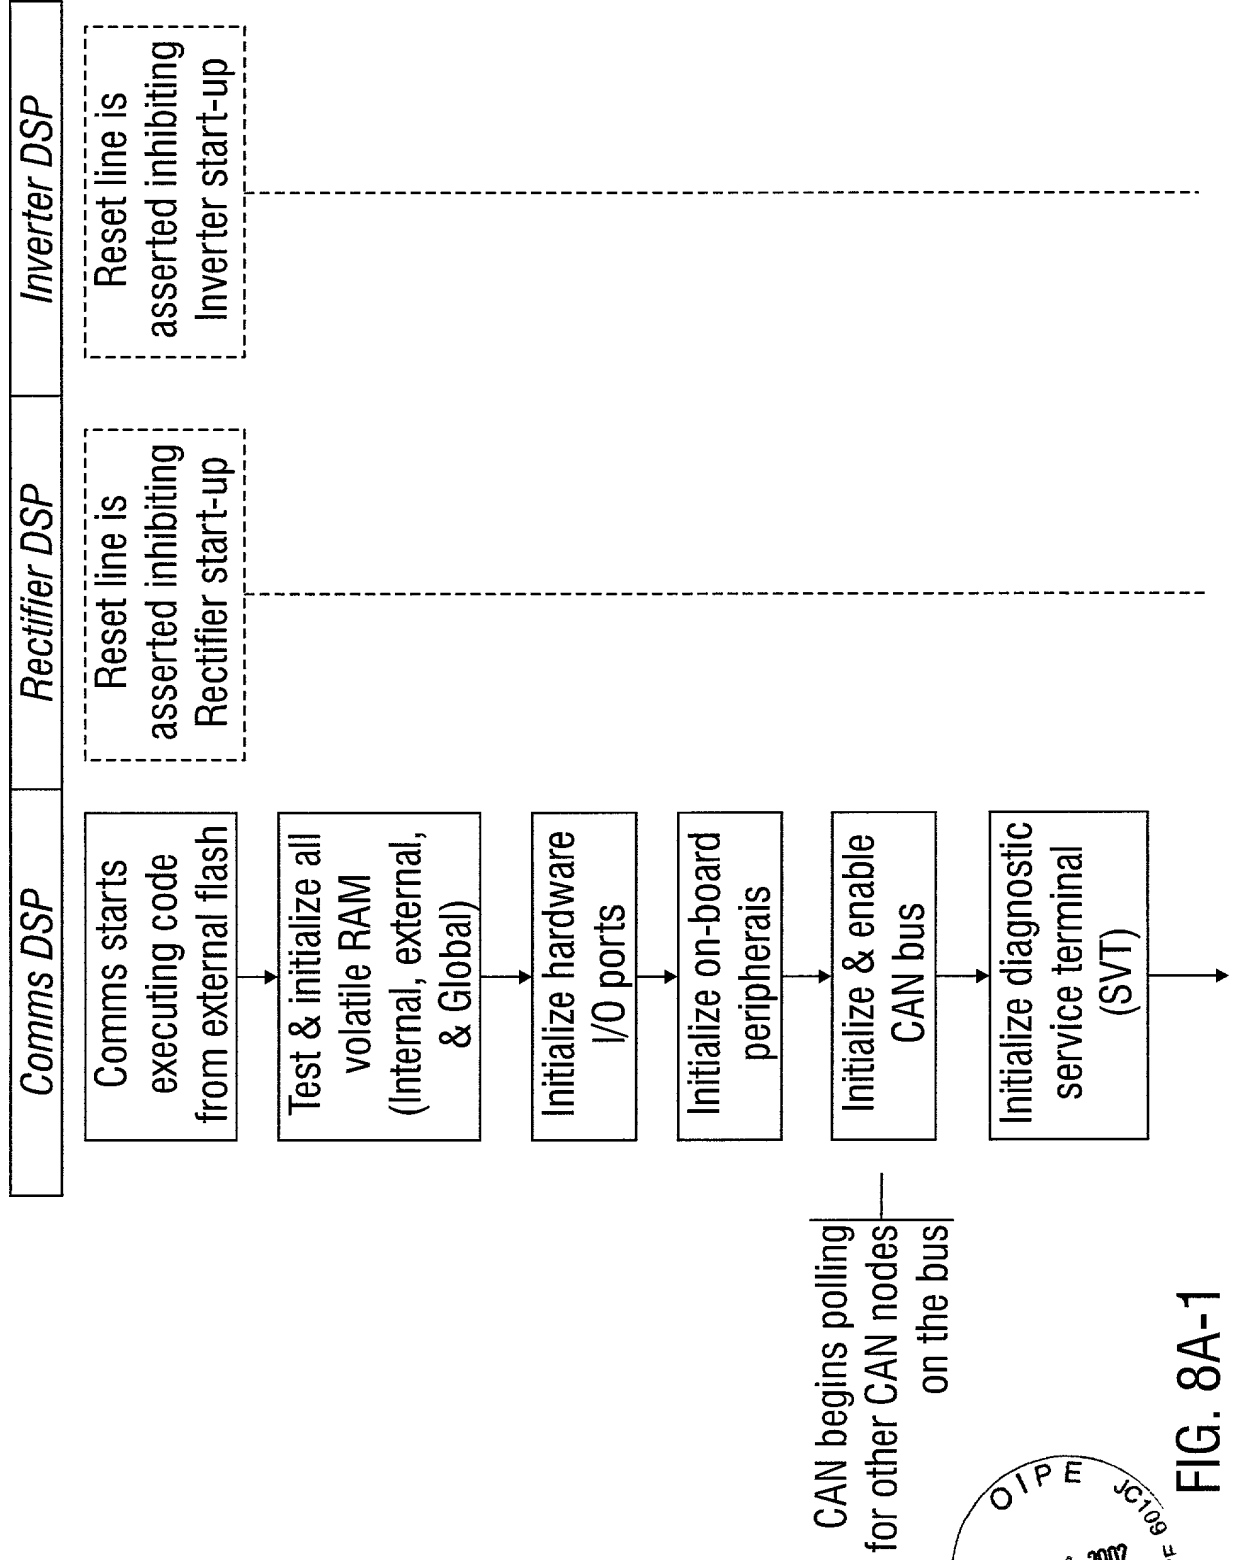 Comms DSP
Rectifier DSP
Inverter DSP
Comms starts
executing code
from external flash
Reset line is
asserted inhibiting
Rectifier start-up
Reset line is
asserted inhibiting
Inverter start-up
Test & initialize all
volatile RAM
(Internal, external,
& Global)
Initialize hardware
I/O ports
Initialize on-board
peripherais
CAN begins polling
for other CAN nodes
on the bus
Initialize & enable
CAN bus
Initialize diagnostic
service terminal
(SVT)
FIG. 8A-1
OIPE
JC109
2002